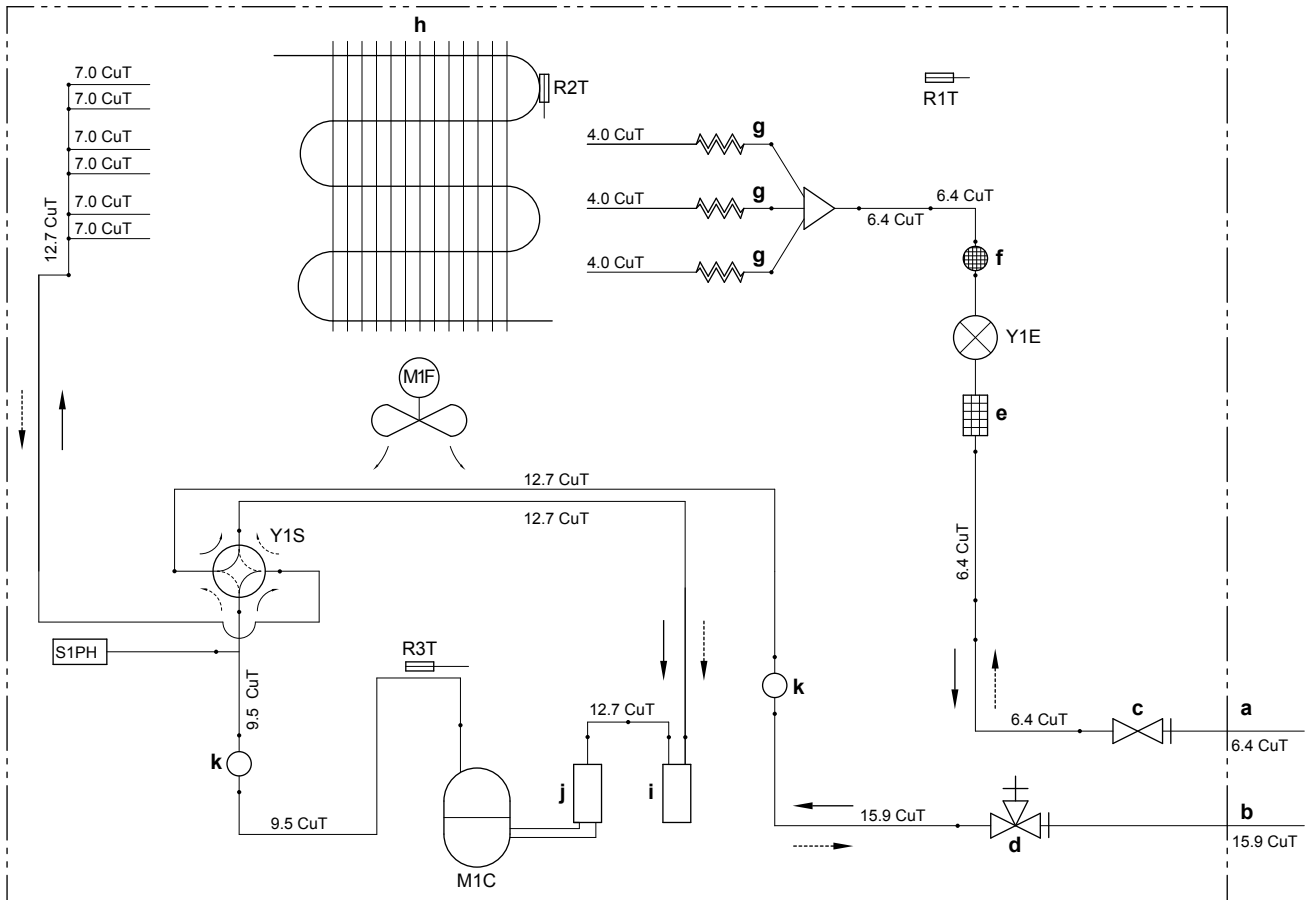 h
7.0 CuT
7.0 CuT
7.0 CuT
7.0 CuT
7.0 CuT
7.0 CuT
12.7 CuT
R2T
R1T
4.0 CuT
g
4.0 CuT
g
4.0 CuT
g
6.4 CuT
6.4 CuT
f
Y1E
e
M1F
12.7 CuT
12.7 CuT
Y1S
6.4 CuT
S1PH
R3T
9.5 CuT
k
k
12.7 CuT
6.4 CuT
c
a
6.4 CuT
j
i
9.5 CuT
M1C
15.9 CuT
d
b
15.9 CuT